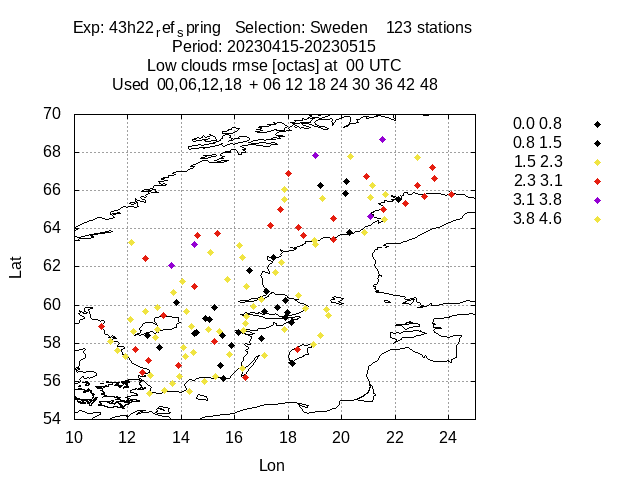 Exp: 43h22refspring   Selection: Sweden    123 stations
Period: 20230415-20230515
Low clouds rmse [octas] at  00 UTC
Used  00,06,12,18  + 06 12 18 24 30 36 42 48
70
68
66
64
62
60
58
56
54
10 12 14 16 18 20 22 24
Lat
Lon
0.0 0.8
0.8 1.5
1.5 2.3
2.3 3.1
3.1 3.8
3.8 4.6